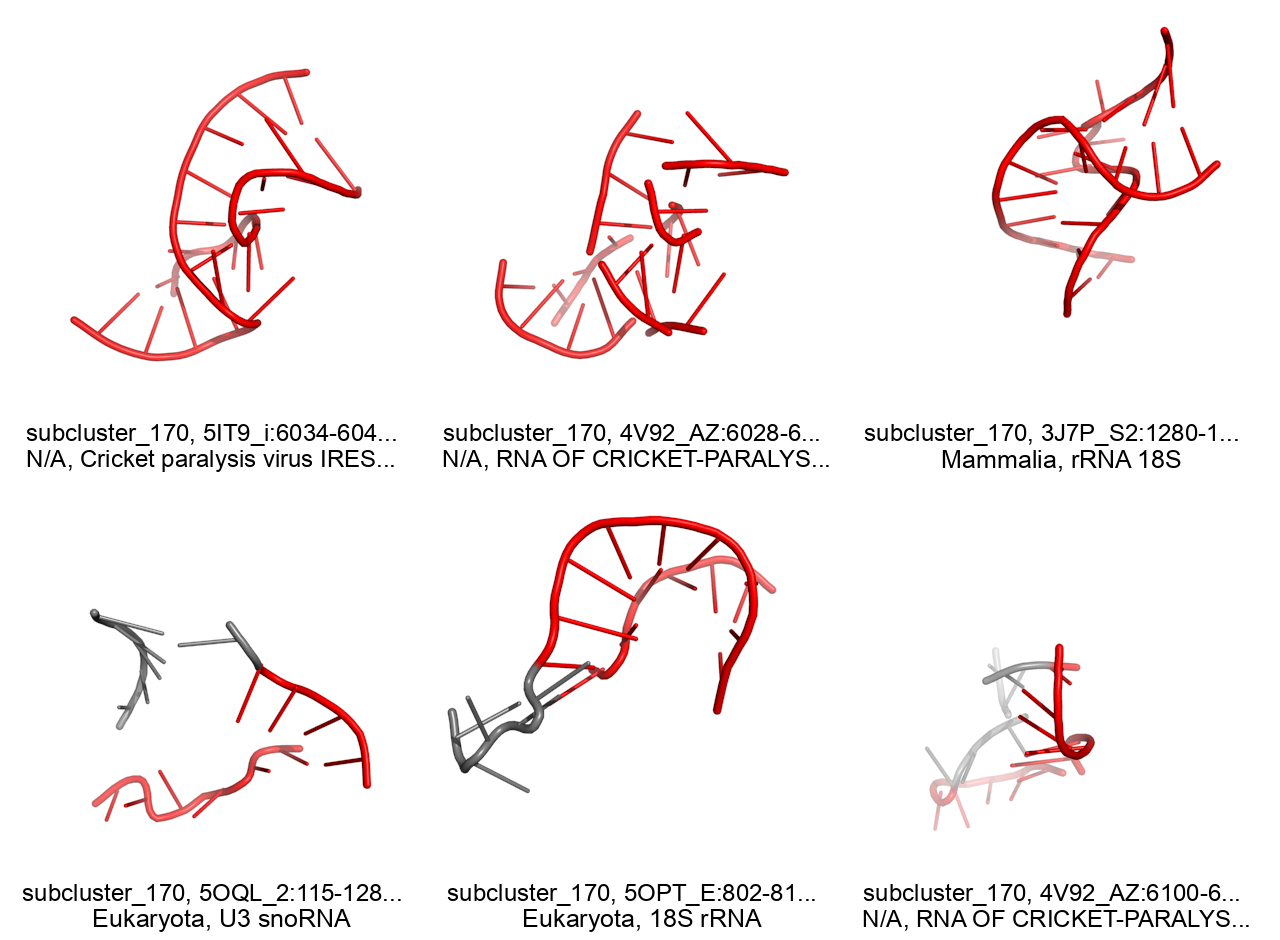 subcluster_170, 5IT9_i:6034-604...
N/A, Cricket paralysis virus IRES...
subcluster_170, 4V92_AZ:6028-6...
N/A, RNA OF CRICKET-PARALYS...
subcluster_170, 3J7P_S2:1280-1...
Mammalia, rRNA 18S
subcluster_170, 5OQL_2:115-128...
Eukaryota, U3 snoRNA
subcluster_170, 5OPT_E:802-81...
Eukaryota, 18S rRNA
subcluster_170, 4V92_AZ:6100-6...
N/A, RNA OF CRICKET-PARALYS...